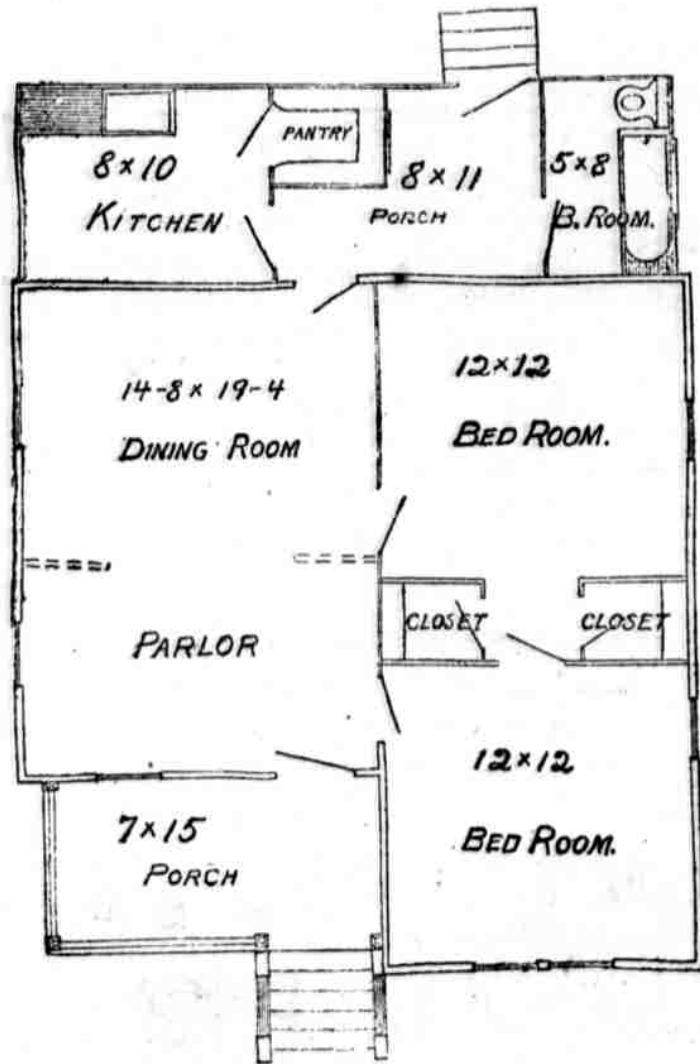 PANTRY
8×10
KITCHEN
8×11
PORCH
5×8
B. ROOM.
14-8× 19-4
DINING ROOM
12×12
BED ROOM.
CLOSET
CLOSET
PARLOR
12×12
BED ROOM.
7×15
PORCH